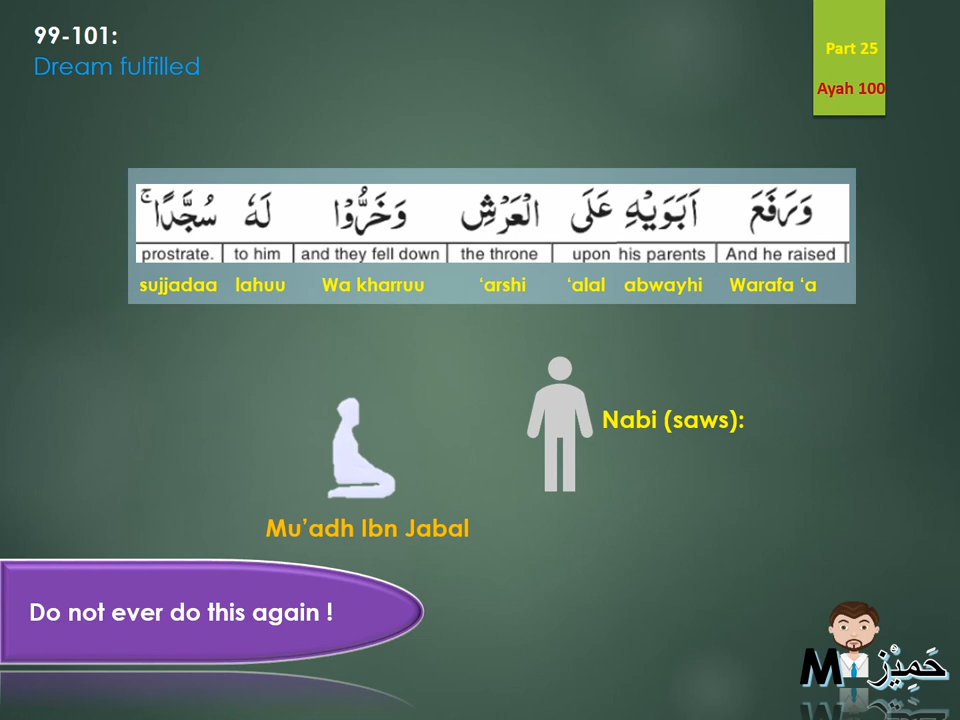 99-101:
Dream fulfilled
Part 25
Ayah 100
وَرَفَعَ اَبَوَيْهِ عَلَى الْعَرْشِ وَخَرُّوْا لَهٗ سُجَّدًا ۚ
prostrate. to him and they fell down the throne upon his parents And he raised
sujjadaa lahuu Wa kharruu ‘arshi ‘alal abwayhi Warafa ‘a
Nabi (saws):
Mu’adh Ibn Jabal
Do not ever do this again !
M حَمِيْز